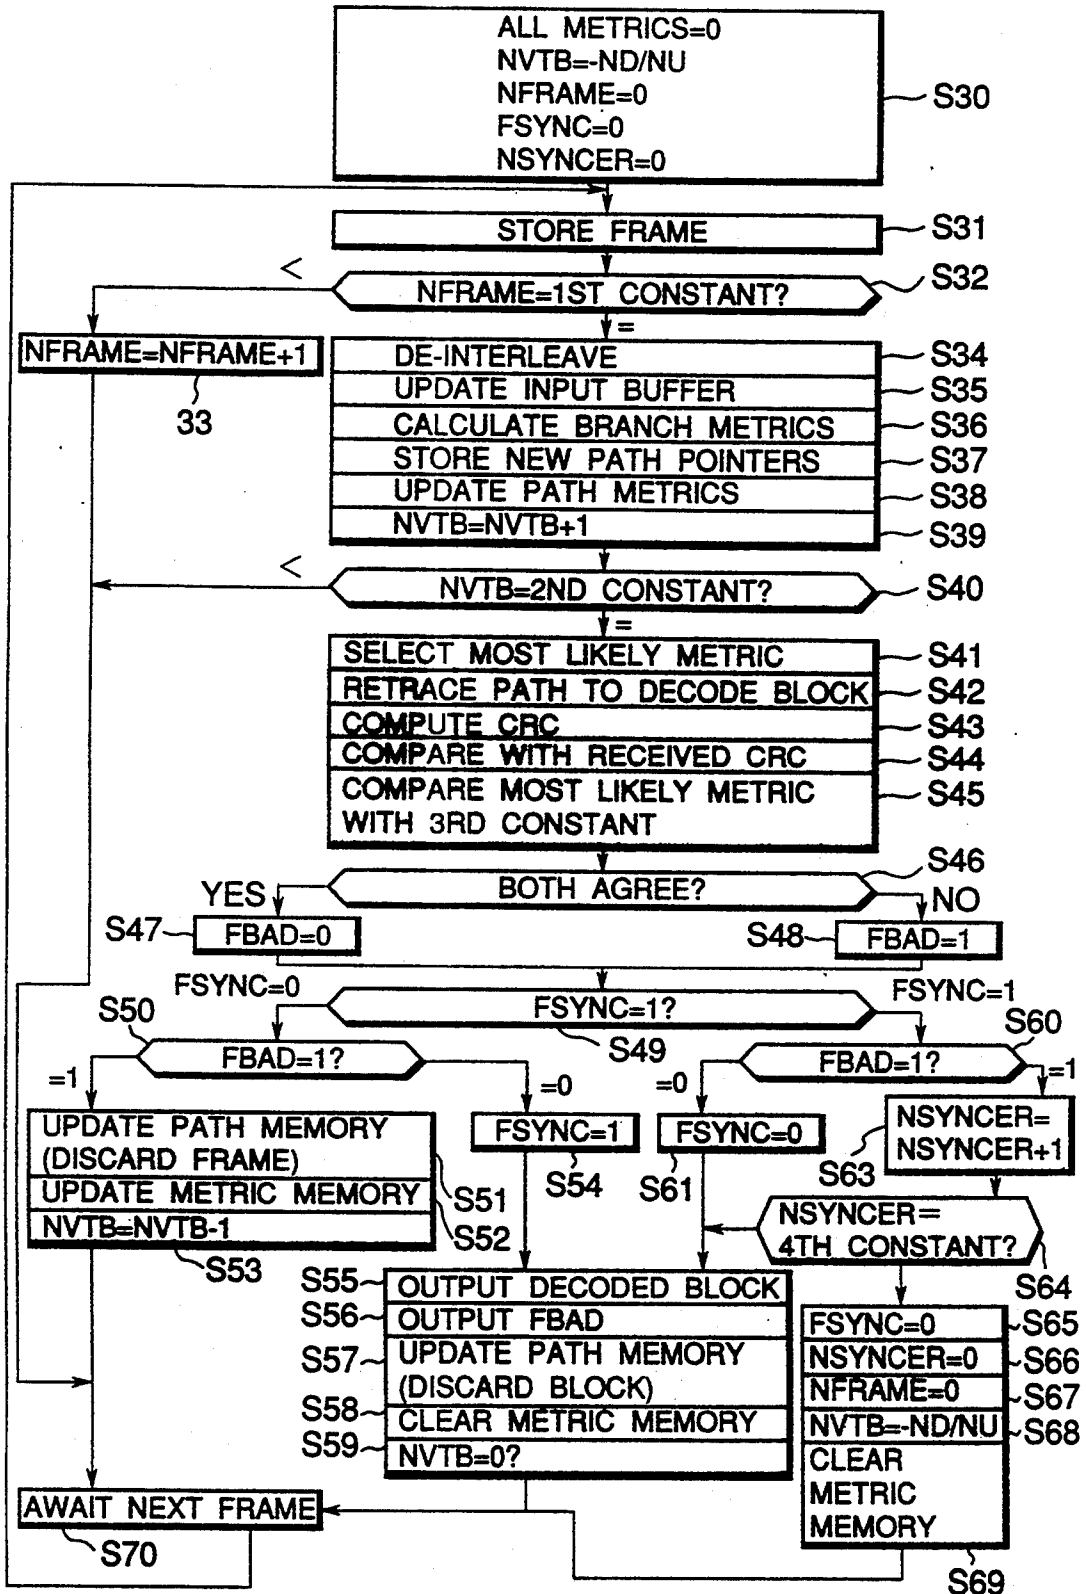 ALL METRICS=0
NVTB=-ND/NU
NFRAME=0
FSYNC=0
NSYNCER=0
S30
STORE FRAME
S31
<
NFRAME=1ST CONSTANT?
S32
=
NFRAME=NFRAME+1
33
DE-INTERLEAVE
S34
UPDATE INPUT BUFFER
S35
CALCULATE BRANCH METRICS
S36
STORE NEW PATH POINTERS
S37
UPDATE PATH METRICS
S38
NVTB=NVTB+1
S39
<
NVTB=2ND CONSTANT?
S40
=
SELECT MOST LIKELY METRIC
S41
RETRACE PATH TO DECODE BLOCK
S42
COMPUTE CRC
S43
COMPARE WITH RECEIVED CRC
S44
COMPARE MOST LIKELY METRIC
WITH 3RD CONSTANT
S45
BOTH AGREE?
S46
YES
NO
S47
FBAD=0
S48
FBAD=1
FSYNC=0
FSYNC=1?
FSYNC=1
S49
S50
FBAD=1?
=1
=0
S60
FBAD=1?
=0
=1
UPDATE PATH MEMORY
(DISCARD FRAME)
S51
UPDATE METRIC MEMORY
S52
NVTB=NVTB-1
S53
FSYNC=1
S54
FSYNC=0
S61
NSYNCER=
NSYNCER+1
S63
NSYNCER=
4TH CONSTANT?
S64
S55
OUTPUT DECODED BLOCK
S56
OUTPUT FBAD
S57
UPDATE PATH MEMORY
(DISCARD BLOCK)
S58
CLEAR METRIC MEMORY
S59
NVTB=0?
FSYNC=0
S65
NSYNCER=0
S66
NFRAME=0
S67
NVTB=-ND/NU
S68
CLEAR
METRIC
MEMORY
S69
AWAIT NEXT FRAME
S70